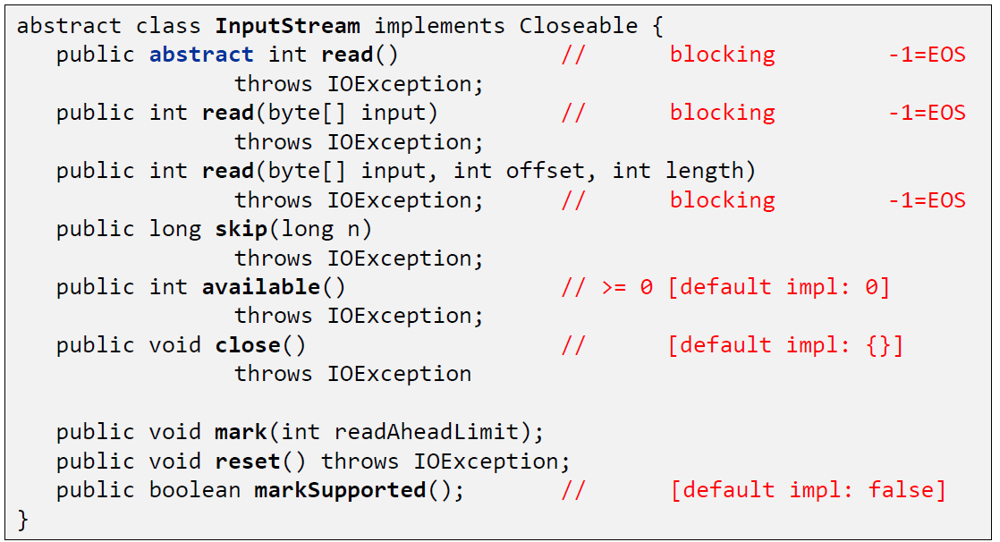 abstract class InputStream implements Closeable {
public abstract int read() // blocking -1=EOS
throws IOException;
public int read(byte[] input) // blocking -1=EOS
throws IOException;
public int read(byte[] input, int offset, int length)
throws IOException; // blocking -1=EOS
public long skip(long n)
throws IOException;
public int available() // >= 0 [default impl: 0]
throws IOException;
public void close() // [default impl: {}]
throws IOException
public void mark(int readAheadLimit);
public void reset() throws IOException;
public boolean markSupported(); // [default impl: false]
}